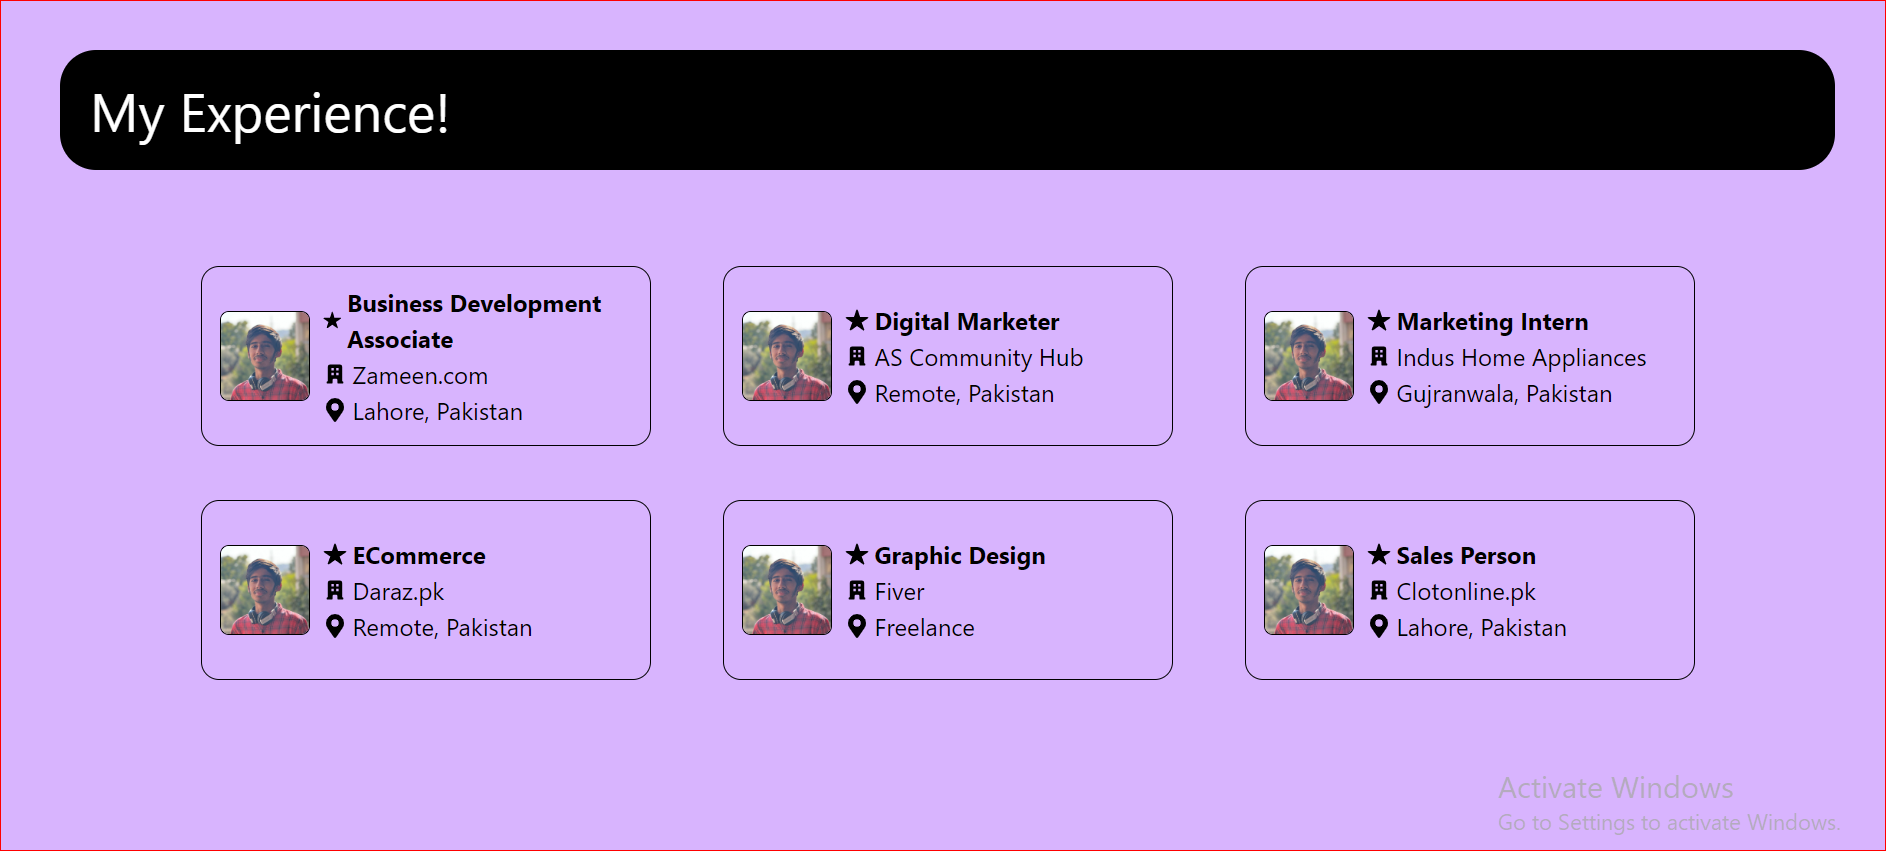 My Experience!
Business Development
Associate
Zameen.com
Lahore, Pakistan
Digital Marketer
AS Community Hub
Remote, Pakistan
Marketing Intern
Indus Home Appliances
Gujranwala, Pakistan
ECommerce
Daraz.pk
Remote, Pakistan
Graphic Design
Fiver
Freelance
Sales Person
Clotonline.pk
Lahore, Pakistan
Activate Windows
Go to Settings to activate Windows.